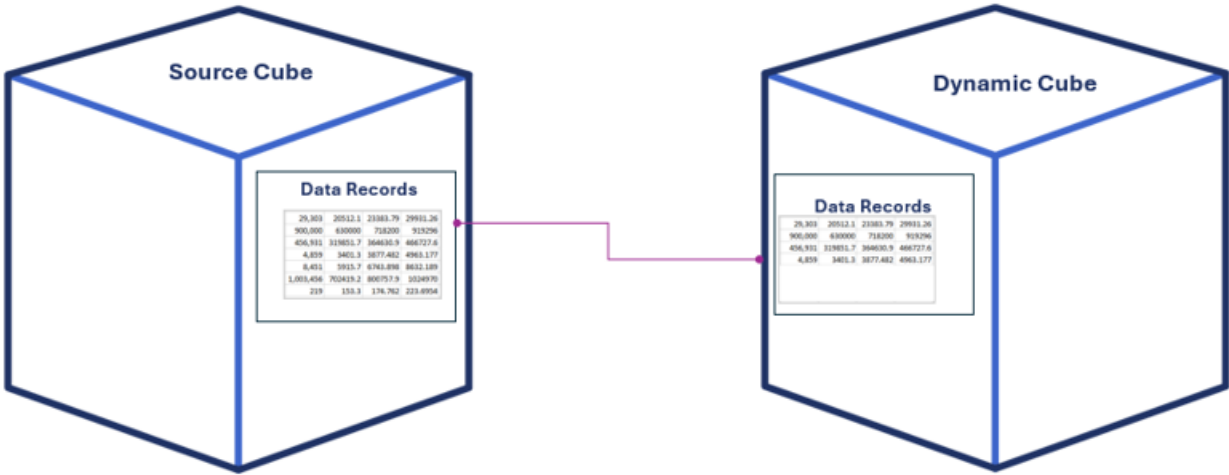 Source Cube
Data Records
29,303 20512.1 23383.79 29931.26
900,000 630000 718200 919296
456,931 319851.7 364630.9 466727.6
4,859 3401.3 3877.482 4963.177
8,451 5915.7 6743.898 8632.189
1,003,456 702419.2 800757.9 1024970
219 153.3 174.762 223.6954
Dynamic Cube
Data Records
29,303 20512.1 23383.79 29931.26
900,000 630000 718200 919296
456,931 319851.7 364630.9 466727.6
4,859 3401.3 3877.482 4963.177